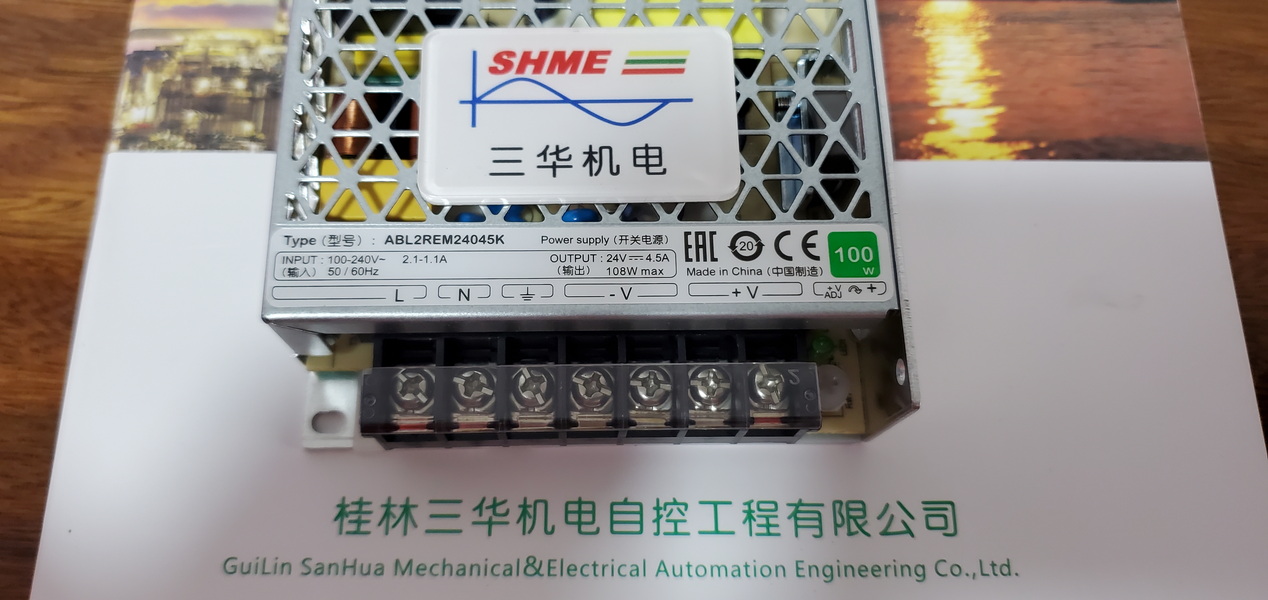 SHME
三华机电
Type (型号) : ABL2REM24045K Power supply (开关电源)
INPUT : 100-240V~ 2.1-1.1A
(输入) 50 / 60Hz
OUTPUT : 24V⎓ 4.5A
(输出) 108W max
EAC 20 CE
Made in China (中国制造)
100
W
L N ⏚ - V + V +V ADJ +
2
桂林三华机电自控工程有限公司
GuiLin SanHua Mechanical&Electrical Automation Engineering Co.,Ltd.